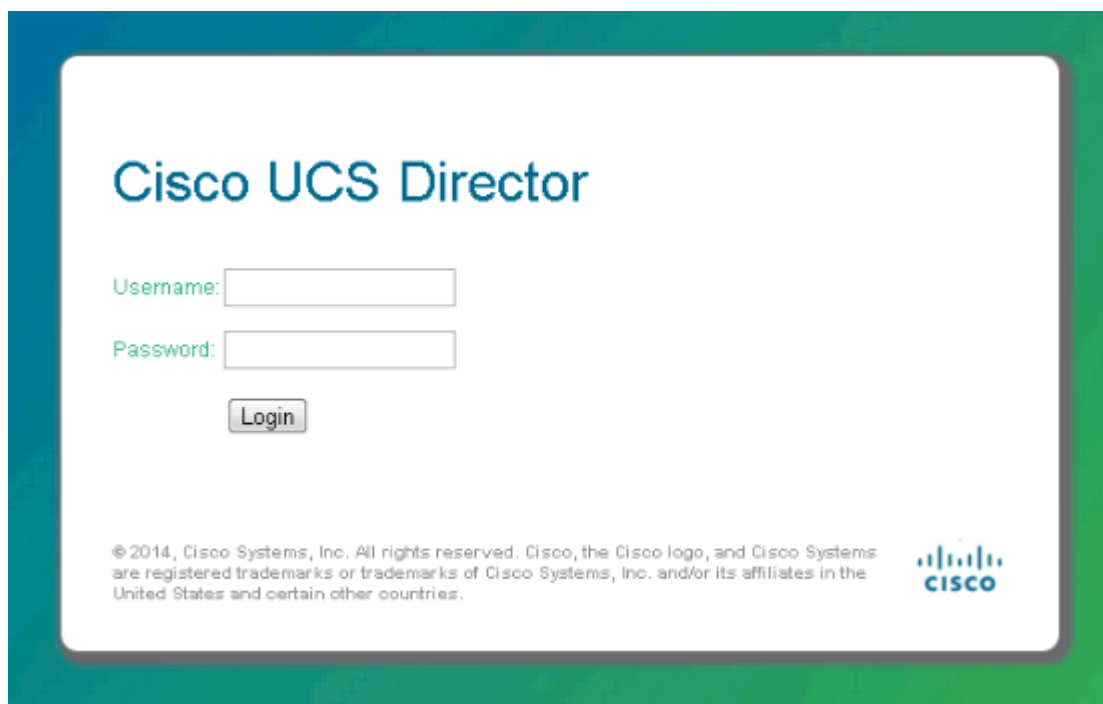 Cisco UCS Director
Username:
Password:
Login
© 2014, Cisco Systems, Inc. All rights reserved. Cisco, the Cisco logo, and Cisco Systems
are registered trademarks or trademarks of Cisco Systems, Inc. and/or its affiliates in the
United States and certain other countries.
CISCO